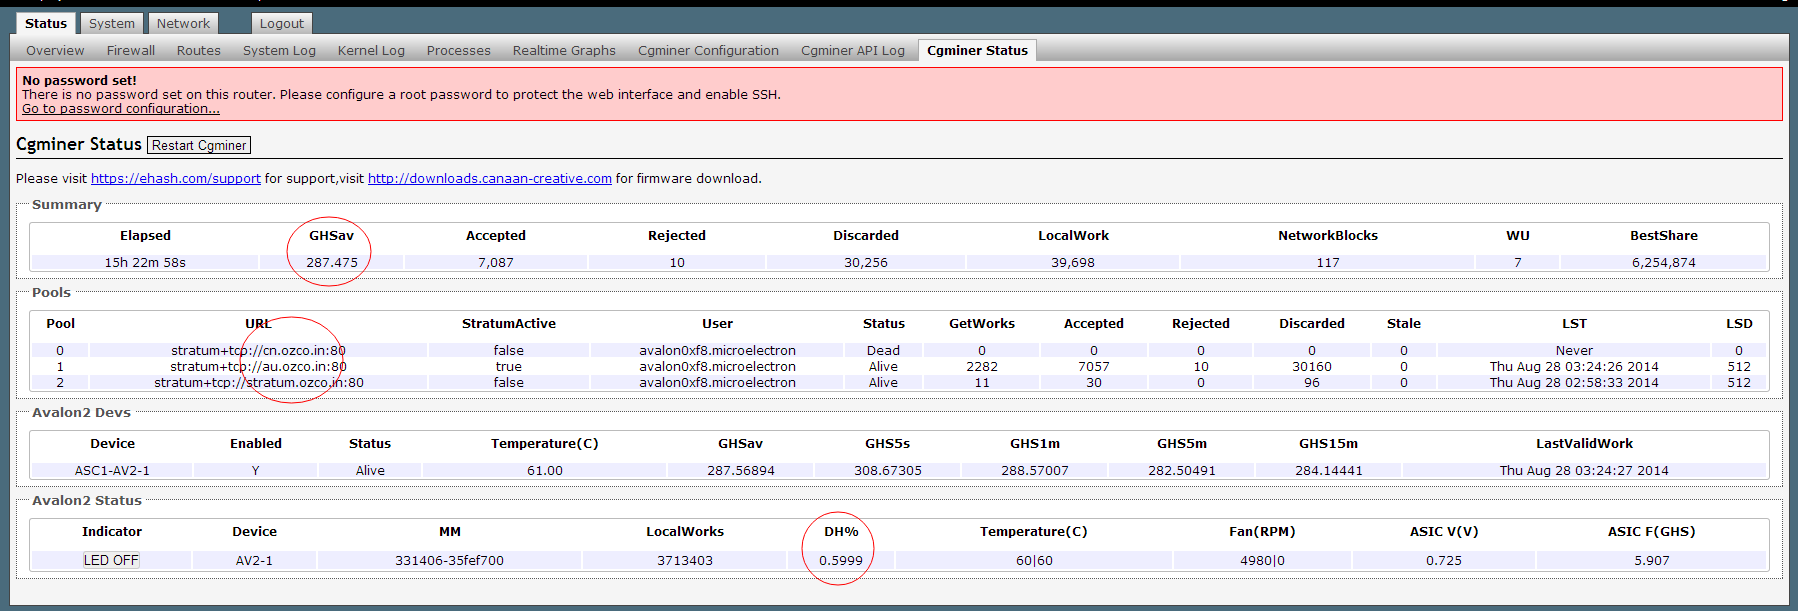 Status System Network Logout
Overview Firewall Routes System Log Kernel Log Processes Realtime Graphs Cgminer Configuration Cgminer API Log Cgminer Status
No password set!
There is no password set on this router. Please configure a root password to protect the web interface and enable SSH.
Go to password configuration...
Cgminer Status Restart Cgminer
Please visit https://ehash.com/support for support,visit http://downloads.canaan-creative.com for firmware download.
Summary
Elapsed GHSav Accepted Rejected Discarded LocalWork NetworkBlocks WU BestShare
15h 22m 58s 287.475 7,087 10 30,256 39,698 117 7 6,254,874
Pools
Pool URL StratumActive User Status GetWorks Accepted Rejected Discarded Stale LST LSD
0 stratum+tcp://cn.ozco.in:80 false avalon0xf8.microelectron Dead 0 0 0 0 0 Never 0
1 stratum+tcp://au.ozco.in:80 true avalon0xf8.microelectron Alive 2282 7057 10 30160 0 Thu Aug 28 03:24:26 2014 512
2 stratum+tcp://stratum.ozco.in:80 false avalon0xf8.microelectron Alive 11 30 0 96 0 Thu Aug 28 02:58:33 2014 512
Avalon2 Devs
Device Enabled Status Temperature(C) GHSav GHS5s GHS1m GHS5m GHS15m LastValidWork
ASC1-AV2-1 Y Alive 61.00 287.56894 308.67305 288.57007 282.50491 284.14441 Thu Aug 28 03:24:27 2014
Avalon2 Status
Indicator Device MM LocalWorks DH% Temperature(C) Fan(RPM) ASIC V(V) ASIC F(GHS)
LED OFF AV2-1 331406-35fef700 3713403 0.5999 60|60 4980|0 0.725 5.907